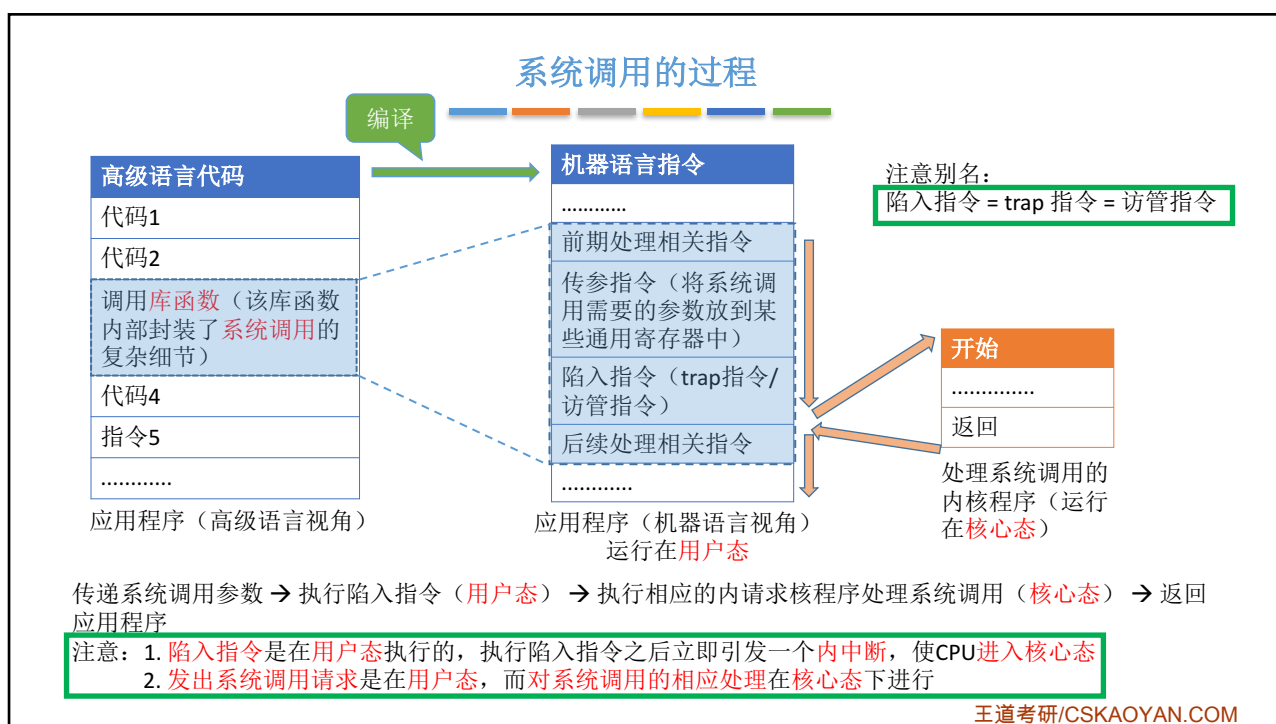 系统调用的过程
编译
高级语言代码
代码1
代码2
调用库函数（该库函数
内部封装了系统调用的
复杂细节）
代码4
指令5
…………
应用程序（高级语言视角）
机器语言指令
…………
前期处理相关指令
传参指令（将系统调
用需要的参数放到某
些通用寄存器中）
陷入指令（trap指令/
访管指令）
后续处理相关指令
…………
应用程序（机器语言视角）
运行在用户态
注意别名：
陷入指令 = trap 指令 = 访管指令
开始
…………..
返回
处理系统调用的
内核程序（运行
在核心态）
传递系统调用参数 → 执行陷入指令（用户态） → 执行相应的内请求核程序处理系统调用（核心态） → 返回
应用程序
注意：1. 陷入指令是在用户态执行的，执行陷入指令之后立即引发一个内中断，使CPU进入核心态
2. 发出系统调用请求是在用户态，而对系统调用的相应处理在核心态下进行
王道考研/CSKAOYAN.COM